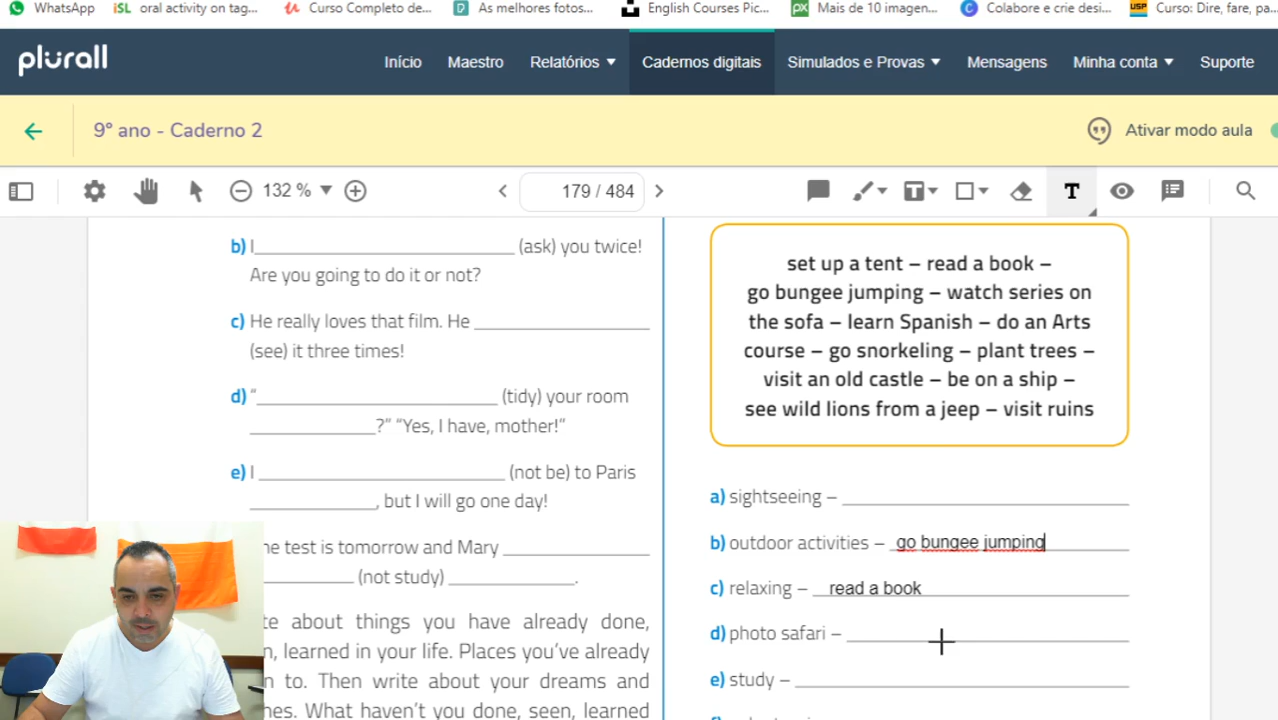 WhatsApp iSL oral activity on tag... Curso Completo de... As melhores fotos... English Courses Pic... px Mais de 10 imagen... Colabore e crie desi... USP Curso: Dire, fare, pa...
plurall Início Maestro Relatórios Cadernos digitais Simulados e Provas Mensagens Minha conta Suporte
9º ano - Caderno 2 Ativar modo aula
132 % 179 / 484 T T
b) I (ask) you twice!
Are you going to do it or not?
c) He really loves that film. He
(see) it three times!
d) “ (tidy) your room
?” “Yes, I have, mother!”
e) I (not be) to Paris
, but I will go one day!
he test is tomorrow and Mary
(not study) .
te about things you have already done,
n, learned in your life. Places you’ve already
n to. Then write about your dreams and
nes. What haven’t you done, seen, learned
set up a tent – read a book –
go bungee jumping – watch series on
the sofa – learn Spanish – do an Arts
course – go snorkeling – plant trees –
visit an old castle – be on a ship –
see wild lions from a jeep – visit ruins
a) sightseeing –
b) outdoor activities – go bungee jumping
c) relaxing – read a book
d) photo safari –
e) study –